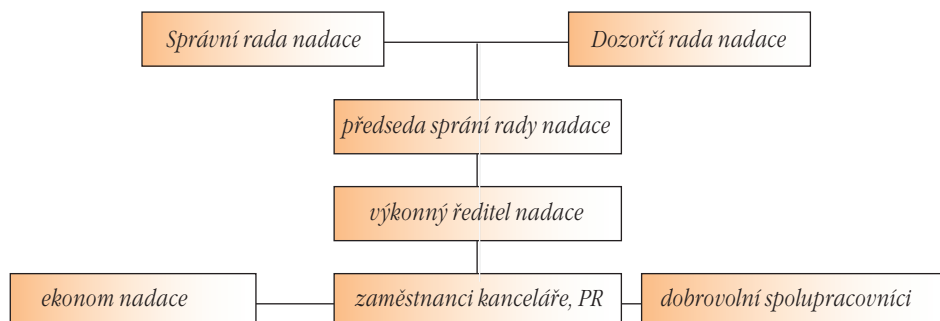 Správní rada nadace
Dozorčí rada nadace
předseda sprání rady nadace
výkonný ředitel nadace
ekonom nadace
zaměstnanci kanceláře, PR
dobrovolní spolupracovníci